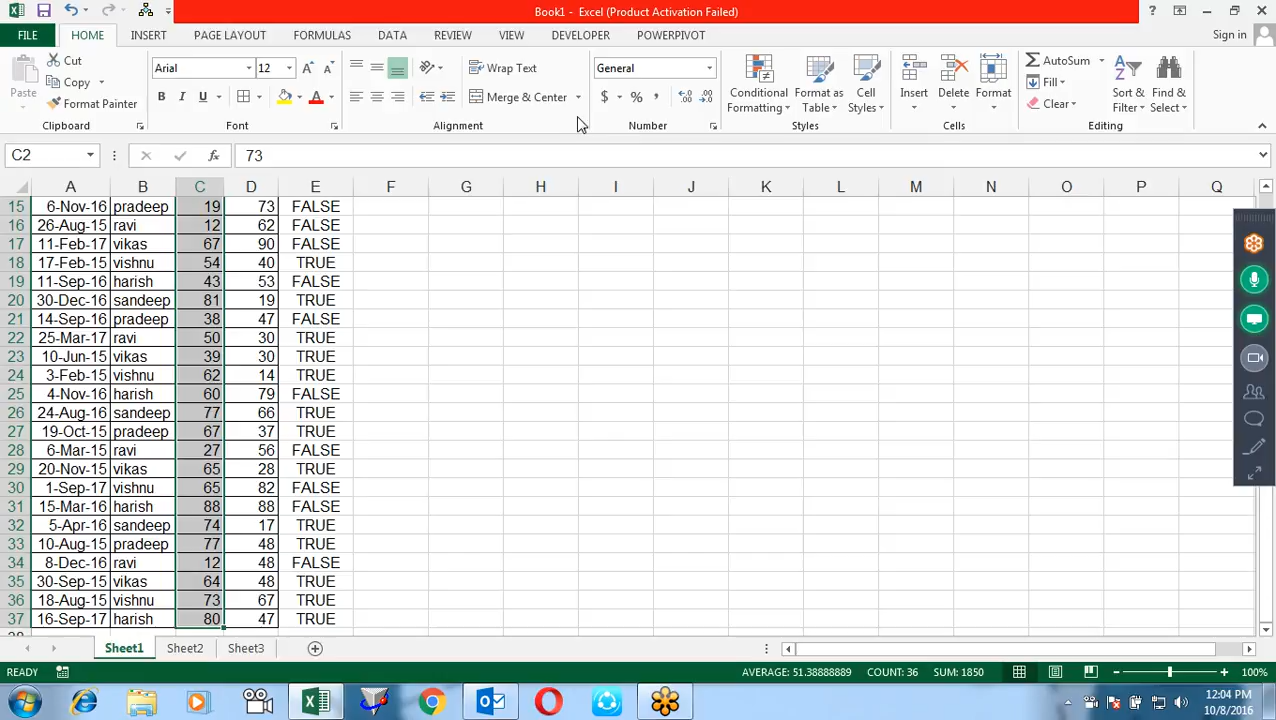 Book1 - Excel (Product Activation Failed)
FILE HOME INSERT PAGE LAYOUT FORMULAS DATA REVIEW VIEW DEVELOPER POWERPIVOT Sign in
Paste Cut Copy Format Painter Clipboard
Arial 12 B I U A Font
Wrap Text Merge & Center Alignment
General $ % , Number
Conditional Formatting Format as Table Cell Styles Styles
Insert Delete Format Cells
AutoSum Fill Clear Sort & Filter Find & Select Editing
C2 fx 73
A B C D E F G H I J K L M N O P Q
15 6-Nov-16 pradeep 19 73 FALSE
16 26-Aug-15 ravi 12 62 FALSE
17 11-Feb-17 vikas 67 90 FALSE
18 17-Feb-15 vishnu 54 40 TRUE
19 11-Sep-16 harish 43 53 FALSE
20 30-Dec-16 sandeep 81 19 TRUE
21 14-Sep-16 pradeep 38 47 FALSE
22 25-Mar-17 ravi 50 30 TRUE
23 10-Jun-15 vikas 39 30 TRUE
24 3-Feb-15 vishnu 62 14 TRUE
25 4-Nov-16 harish 60 79 FALSE
26 24-Aug-16 sandeep 77 66 TRUE
27 19-Oct-15 pradeep 67 37 TRUE
28 6-Mar-15 ravi 27 56 FALSE
29 20-Nov-15 vikas 65 28 TRUE
30 1-Sep-17 vishnu 65 82 FALSE
31 15-Mar-16 harish 88 88 FALSE
32 5-Apr-16 sandeep 74 17 TRUE
33 10-Aug-15 pradeep 77 48 TRUE
34 8-Dec-16 ravi 12 48 FALSE
35 30-Sep-15 vikas 64 48 TRUE
36 18-Aug-15 vishnu 73 67 TRUE
37 16-Sep-17 harish 80 47 TRUE
Sheet1 Sheet2 Sheet3
READY AVERAGE: 51.38888889 COUNT: 36 SUM: 1850 100%
12:04 PM
10/8/2016